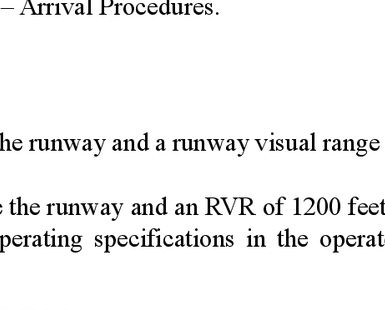 – Arrival Procedures.
he runway and a runway visual range
e the runway and an RVR of 1200 feet
perating specifications in the operat